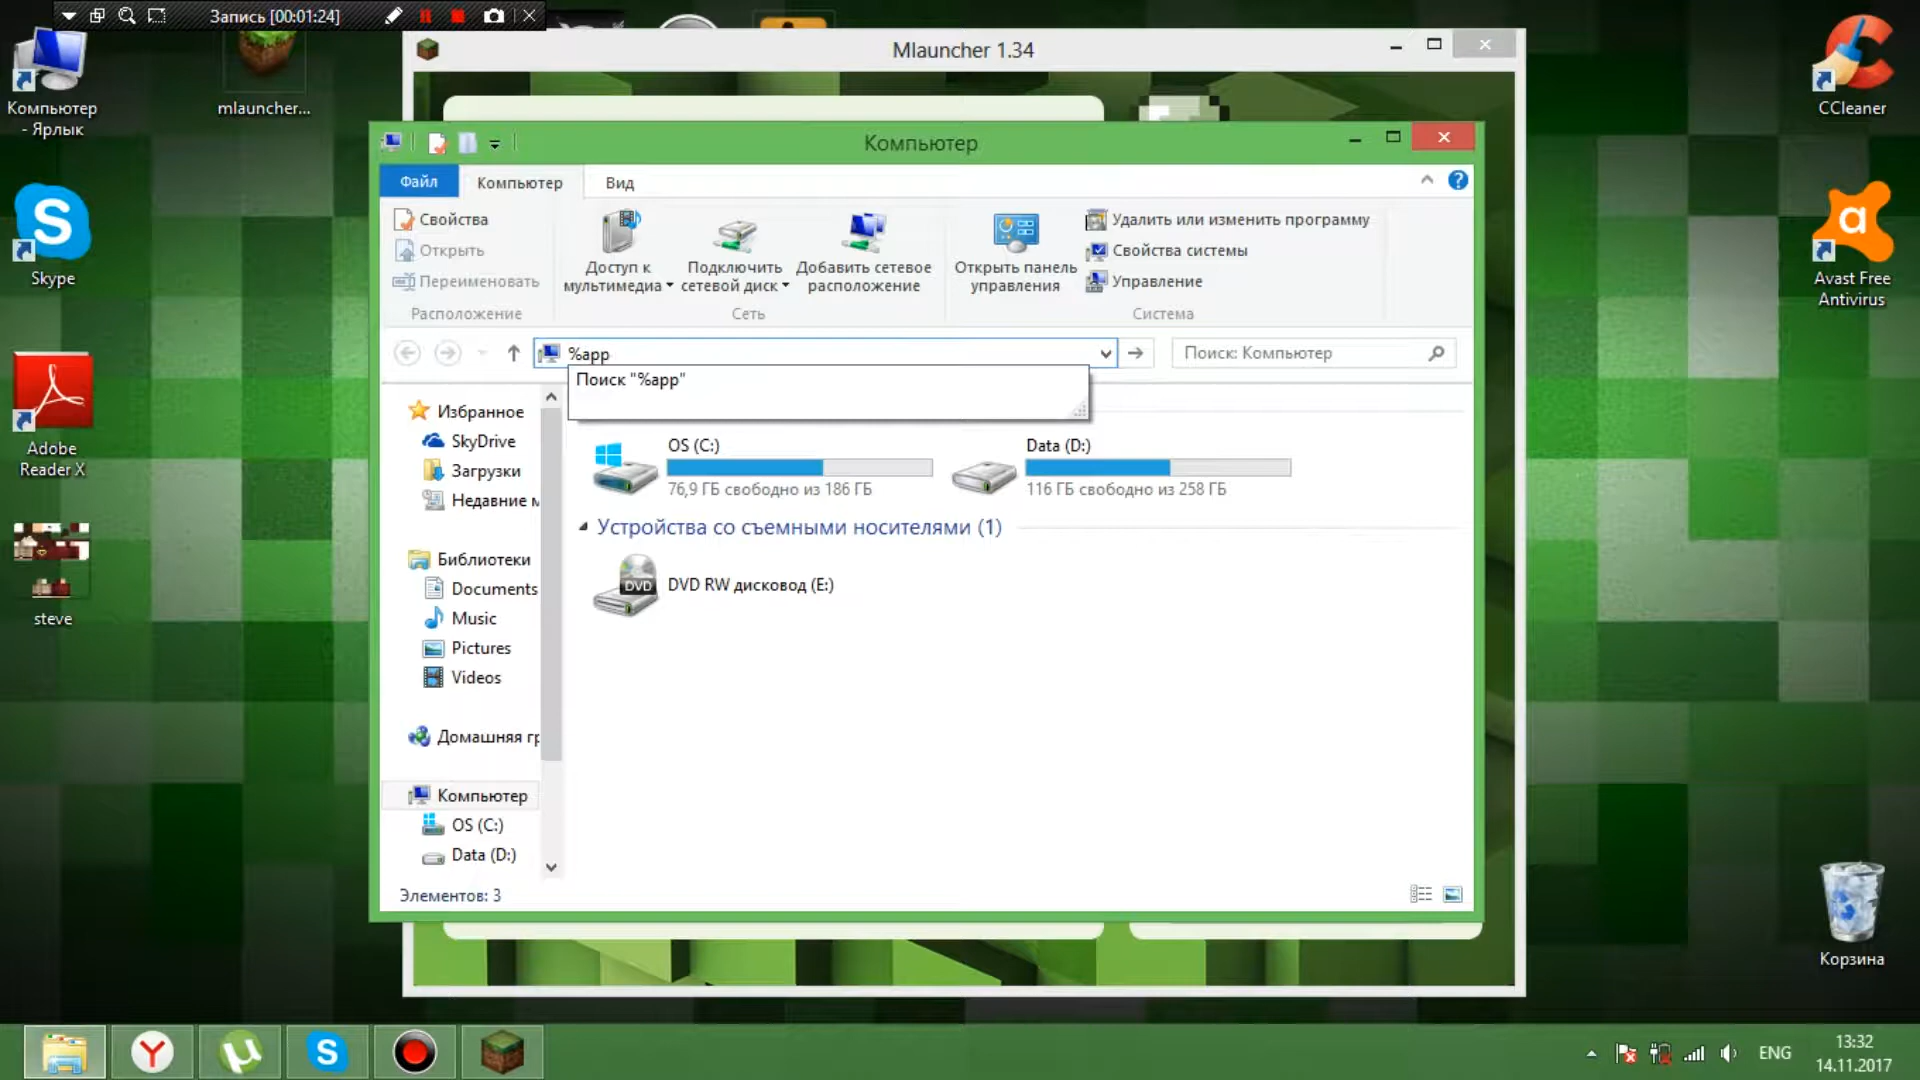 Запись [00:01:24]
Mlauncher 1.34
Компьютер
- Ярлык
mlauncher...
Skype
Adobe
Reader X
steve
CCleaner
Avast Free
Antivirus
Корзина
Компьютер
Файл
Компьютер
Вид
Свойства
Открыть
Переименовать
Расположение
Доступ к
мультимедиа
Подключить
сетевой диск
Добавить сетевое
расположение
Сеть
Открыть панель
управления
Удалить или изменить программу
Свойства системы
Управление
Система
%app
Поиск: Компьютер
Поиск "%app"
Избранное
SkyDrive
Загрузки
Недавние м
Библиотеки
Documents
Music
Pictures
Videos
Домашняя гр
Компьютер
OS (C:)
Data (D:)
OS (C:)
76,9 ГБ свободно из 186 ГБ
Data (D:)
116 ГБ свободно из 258 ГБ
Устройства со съемными носителями (1)
DVD
DVD RW дисковод (E:)
Элементов: 3
ENG
13:32
14.11.2017